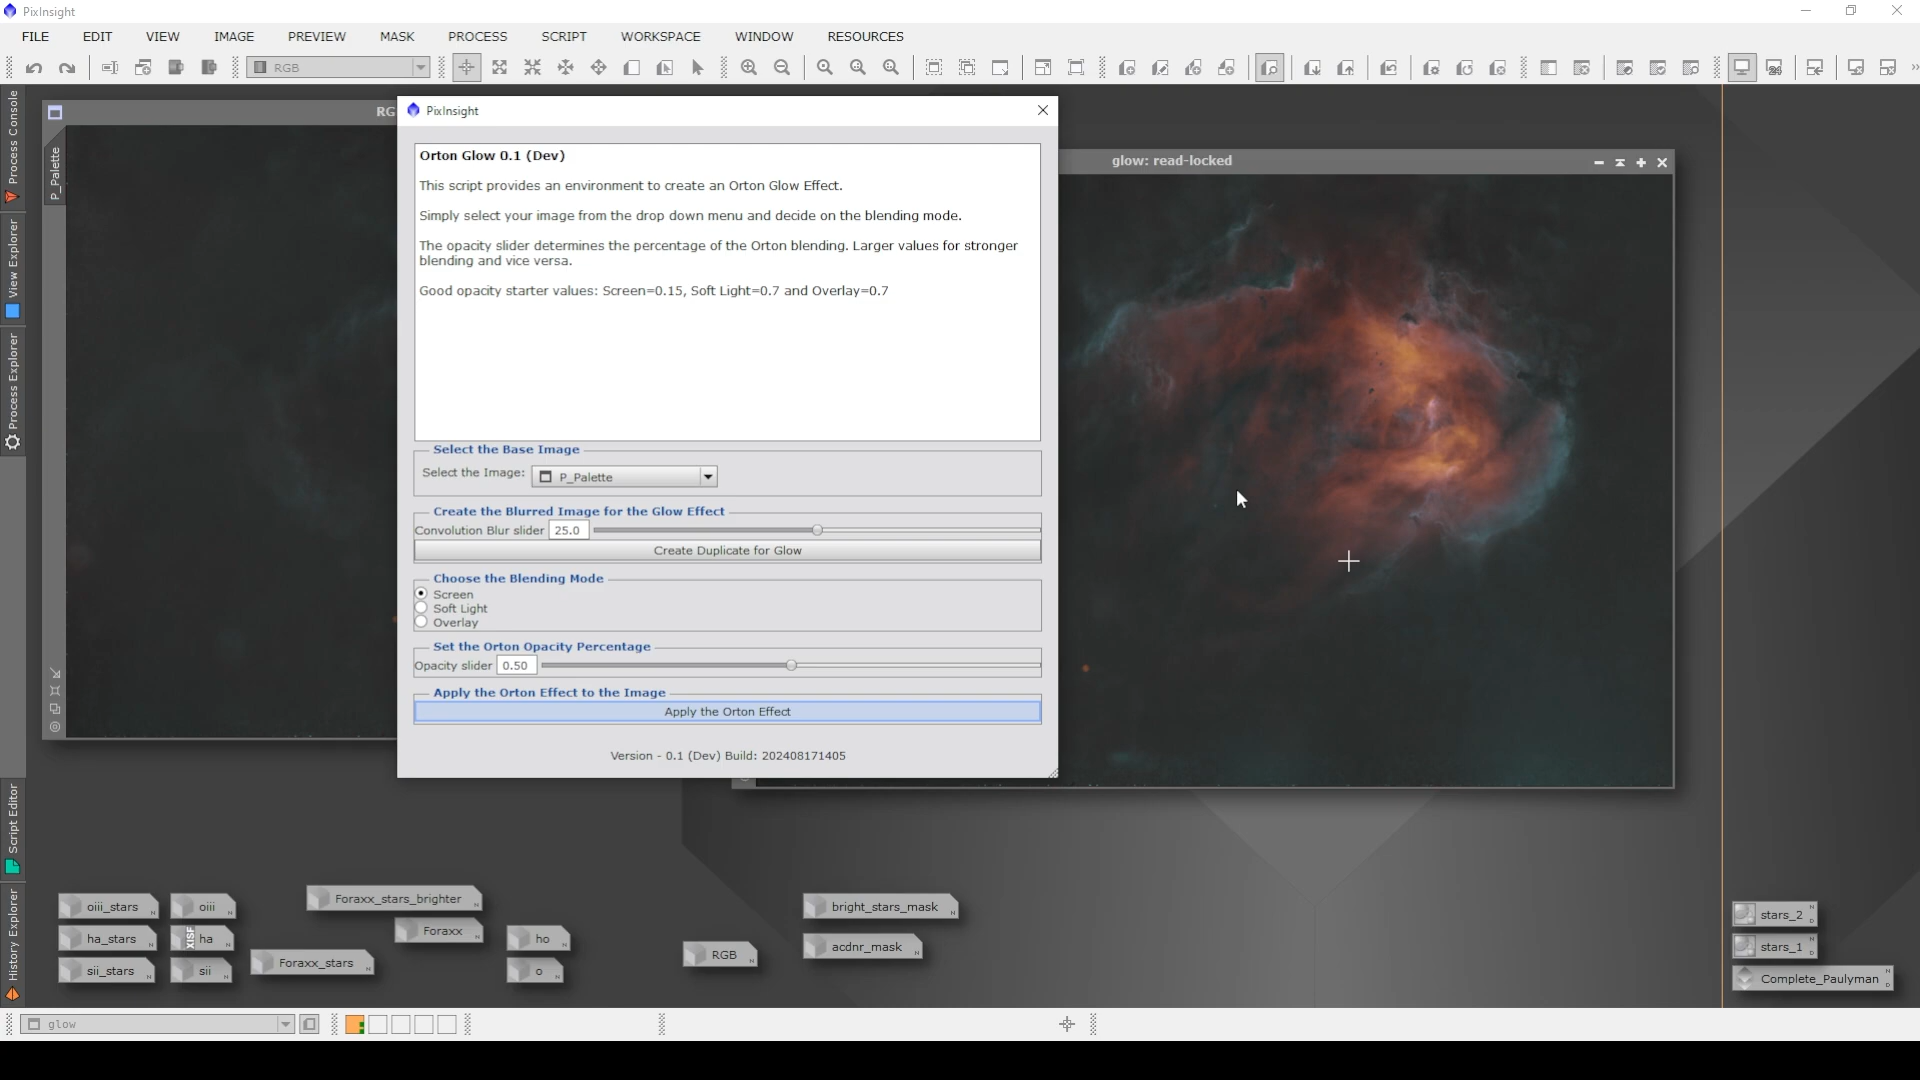 PixInsight
FILE EDIT VIEW IMAGE PREVIEW MASK PROCESS SCRIPT WORKSPACE WINDOW RESOURCES
RGB
Process Console
View Explorer
Process Explorer
Script Editor
History Explorer
RG
P_Palette
PixInsight
glow: read-locked
Orton Glow 0.1 (Dev)
This script provides an environment to create an Orton Glow Effect.
Simply select your image from the drop down menu and decide on the blending mode.
The opacity slider determines the percentage of the Orton blending. Larger values for stronger
blending and vice versa.
Good opacity starter values: Screen=0.15, Soft Light=0.7 and Overlay=0.7
Select the Base Image
Select the Image: P_Palette
Create the Blurred Image for the Glow Effect
Convolution Blur slider 25.0
Create Duplicate for Glow
Choose the Blending Mode
Screen
Soft Light
Overlay
Set the Orton Opacity Percentage
Opacity slider 0.50
Apply the Orton Effect to the Image
Apply the Orton Effect
Version - 0.1 (Dev) Build: 202408171405
oiii_stars
oiii
Foraxx_stars_brighter
bright_stars_mask
stars_2
ha_stars
XISF
ha
Foraxx
ho
acdnr_mask
stars_1
sii_stars
sii
Foraxx_stars
o
RGB
Complete_Paulyman
glow